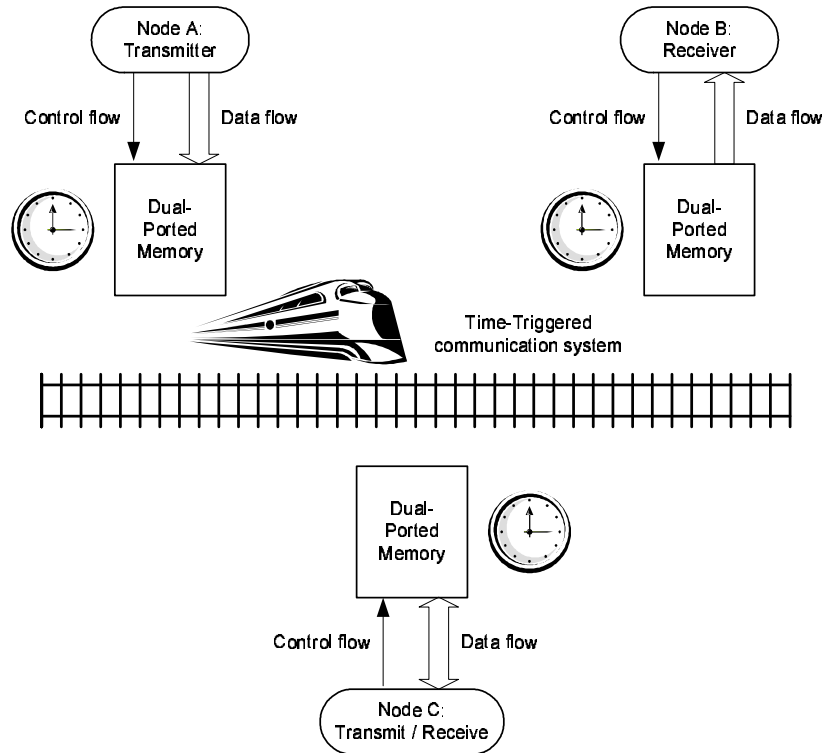 Node A:
Transmitter
Control flow
Data flow
Dual-
Ported
Memory
Node B:
Receiver
Control flow
Data flow
Dual-
Ported
Memory
Time-Triggered
communication system
Dual-
Ported
Memory
Control flow
Data flow
Node C:
Transmit / Receive